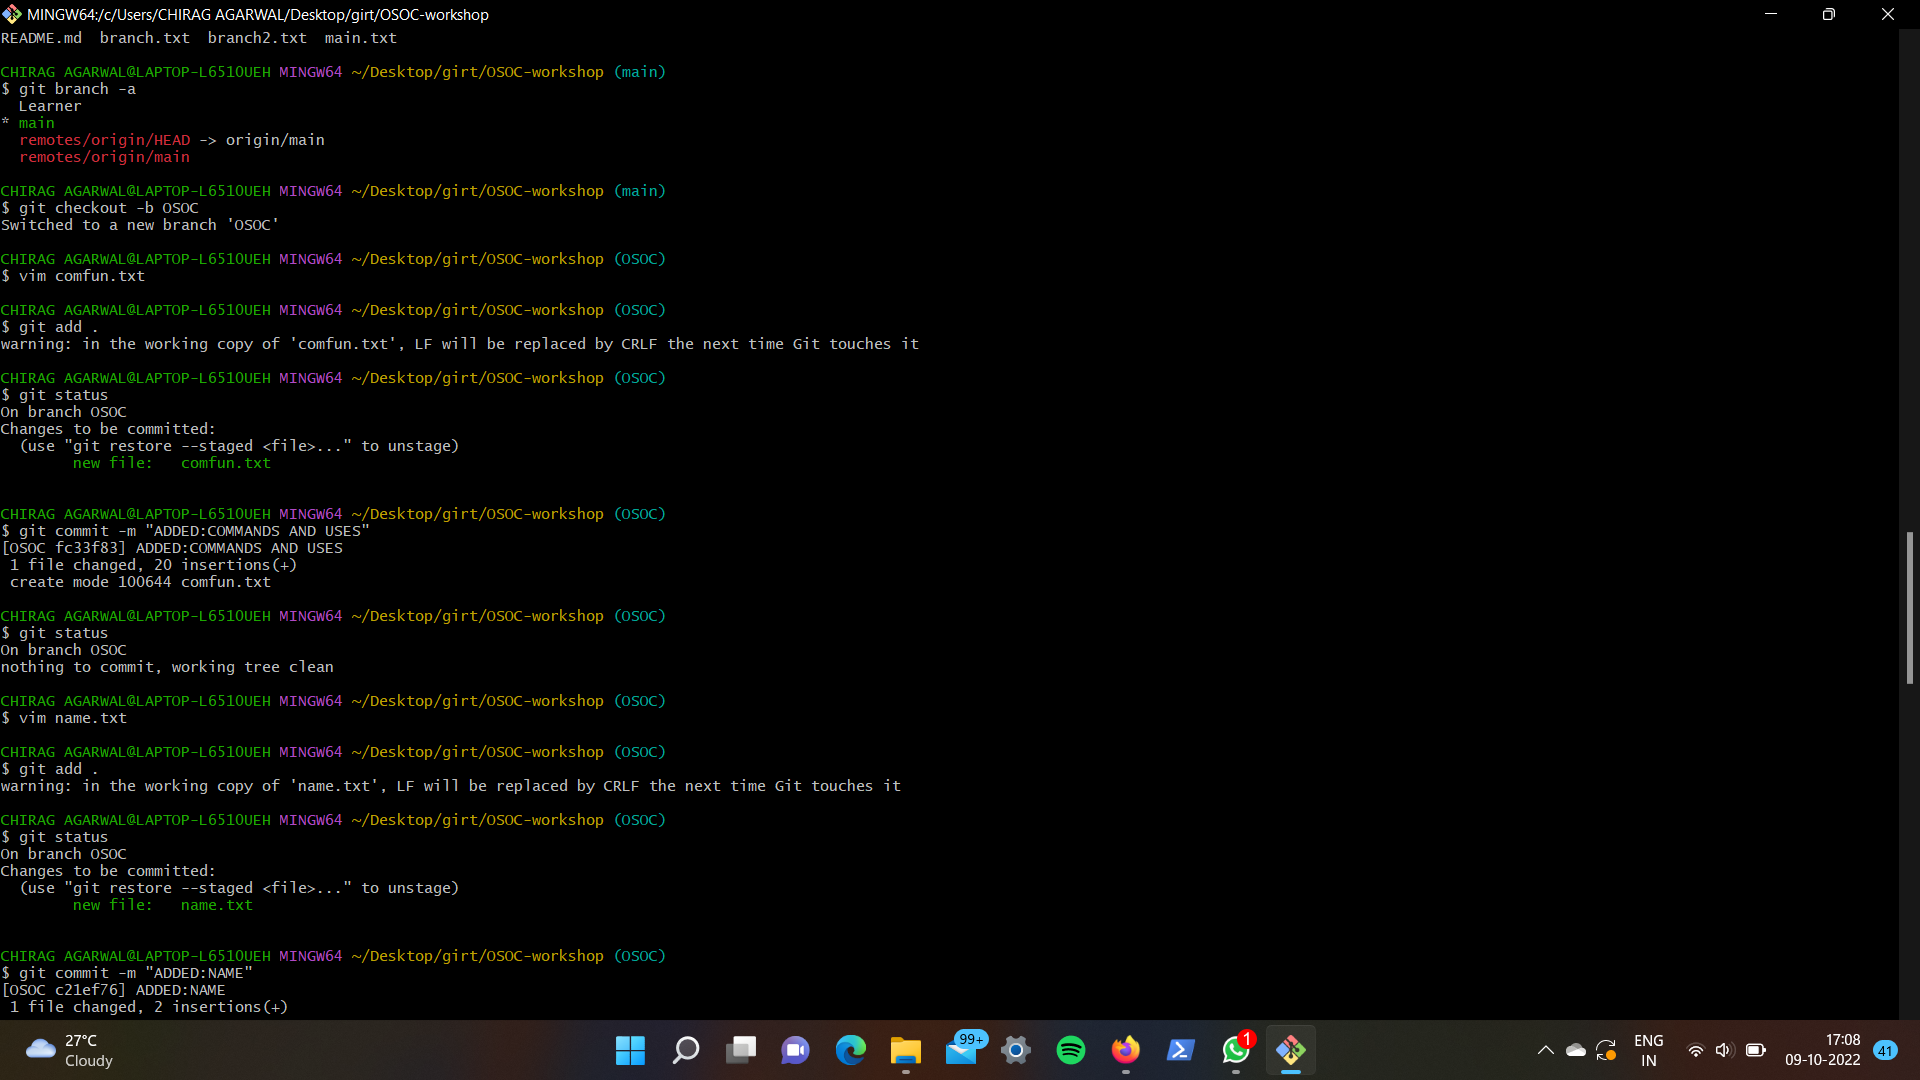 MINGW64:/c/Users/CHIRAG AGARWAL/Desktop/girt/OSOC-workshop
README.md  branch.txt  branch2.txt  main.txt

CHIRAG AGARWAL@LAPTOP-L651OUEH MINGW64 ~/Desktop/girt/OSOC-workshop (main)
$ git branch -a
  Learner
* main
  remotes/origin/HEAD -> origin/main
  remotes/origin/main

CHIRAG AGARWAL@LAPTOP-L651OUEH MINGW64 ~/Desktop/girt/OSOC-workshop (main)
$ git checkout -b OSOC
Switched to a new branch 'OSOC'

CHIRAG AGARWAL@LAPTOP-L651OUEH MINGW64 ~/Desktop/girt/OSOC-workshop (OSOC)
$ vim comfun.txt

CHIRAG AGARWAL@LAPTOP-L651OUEH MINGW64 ~/Desktop/girt/OSOC-workshop (OSOC)
$ git add .
warning: in the working copy of 'comfun.txt', LF will be replaced by CRLF the next time Git touches it

CHIRAG AGARWAL@LAPTOP-L651OUEH MINGW64 ~/Desktop/girt/OSOC-workshop (OSOC)
$ git status
On branch OSOC
Changes to be committed:
  (use "git restore --staged <file>..." to unstage)
        new file:   comfun.txt

CHIRAG AGARWAL@LAPTOP-L651OUEH MINGW64 ~/Desktop/girt/OSOC-workshop (OSOC)
$ git commit -m "ADDED:COMMANDS AND USES"
[OSOC fc33f83] ADDED:COMMANDS AND USES
 1 file changed, 20 insertions(+)
 create mode 100644 comfun.txt

CHIRAG AGARWAL@LAPTOP-L651OUEH MINGW64 ~/Desktop/girt/OSOC-workshop (OSOC)
$ git status
On branch OSOC
nothing to commit, working tree clean

CHIRAG AGARWAL@LAPTOP-L651OUEH MINGW64 ~/Desktop/girt/OSOC-workshop (OSOC)
$ vim name.txt

CHIRAG AGARWAL@LAPTOP-L651OUEH MINGW64 ~/Desktop/girt/OSOC-workshop (OSOC)
$ git add .
warning: in the working copy of 'name.txt', LF will be replaced by CRLF the next time Git touches it

CHIRAG AGARWAL@LAPTOP-L651OUEH MINGW64 ~/Desktop/girt/OSOC-workshop (OSOC)
$ git status
On branch OSOC
Changes to be committed:
  (use "git restore --staged <file>..." to unstage)
        new file:   name.txt

CHIRAG AGARWAL@LAPTOP-L651OUEH MINGW64 ~/Desktop/girt/OSOC-workshop (OSOC)
$ git commit -m "ADDED:NAME"
[OSOC c21ef76] ADDED:NAME
 1 file changed, 2 insertions(+)
27°C
Cloudy
99+
1
ENG
IN
17:08
09-10-2022
41